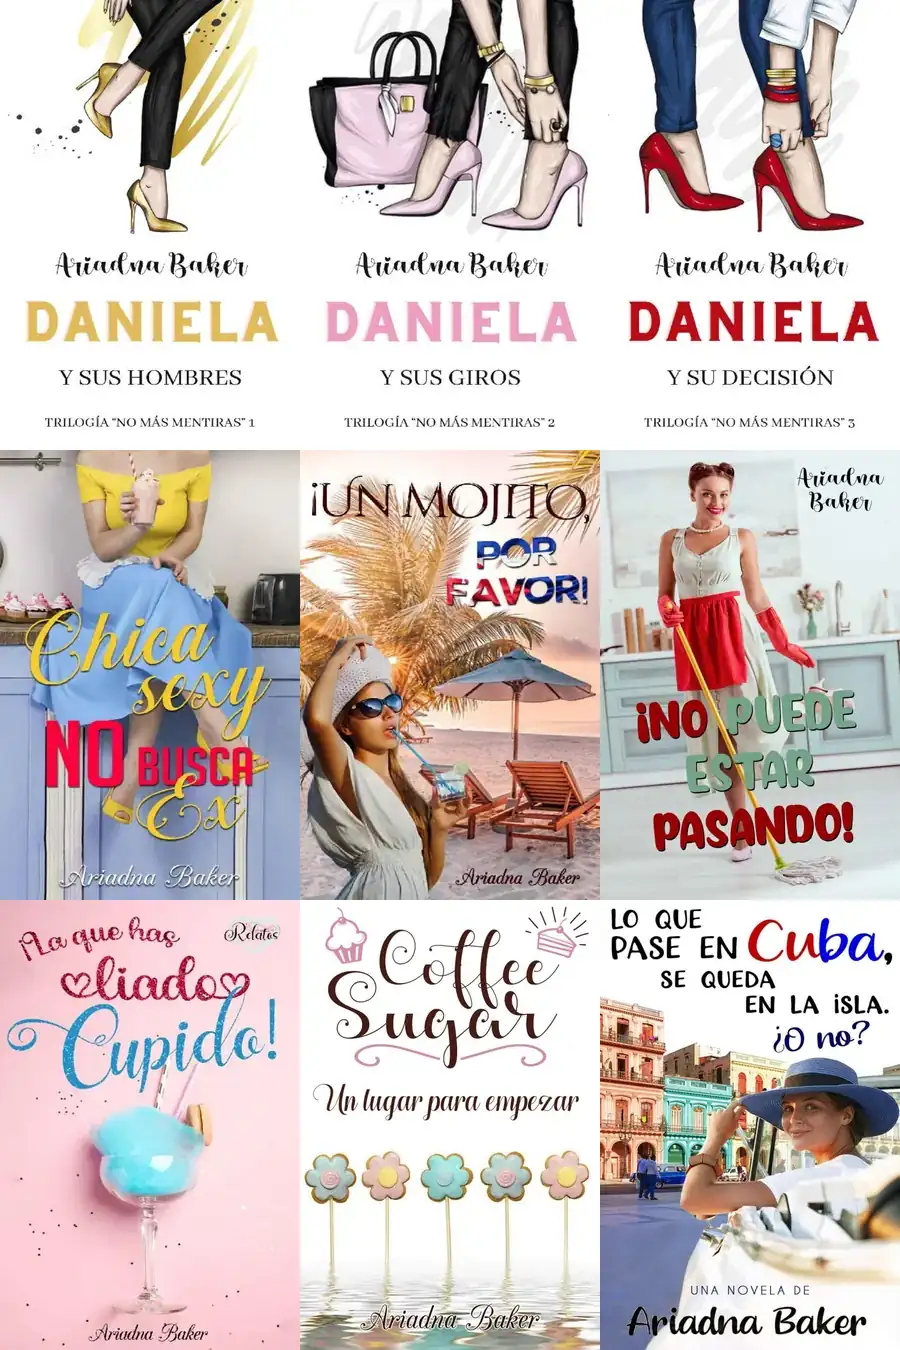 Ariadna Baker
DANIELA
Y SUS HOMBRES
TRILOGÍA “NO MÁS MENTIRAS” 1
Ariadna Baker
DANIELA
Y SUS GIROS
TRILOGÍA “NO MÁS MENTIRAS” 2
Ariadna Baker
DANIELA
Y SU DECISIÓN
TRILOGÍA “NO MÁS MENTIRAS” 3
Chica
sexy
NO BUSCA
Ex
Ariadna Baker
¡UN MOJITO,
POR
FAVOR!
Ariadna Baker
Ariadna
Baker
¡NO PUEDE
ESTAR
PASANDO!
¡La que has
liado
Cupido!
Relatos
Ariadna Baker
Coffee
Sugar
Un lugar para empezar
Ariadna Baker
LO QUE
PASE EN Cuba,
SE QUEDA
EN LA ISLA.
¿O no?
UNA NOVELA DE
Ariadna Baker